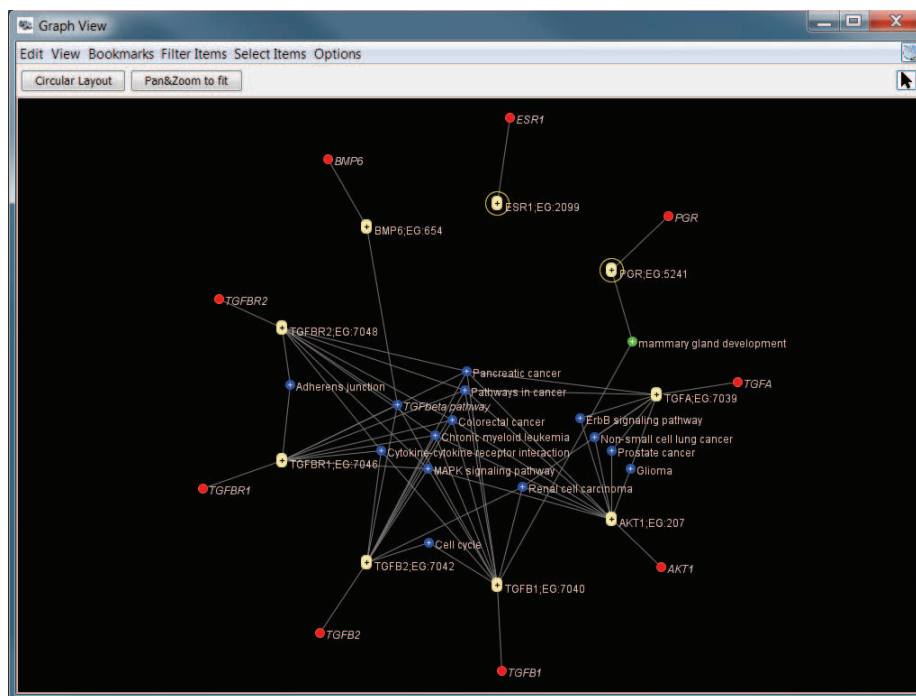 Graph View
Edit View Bookmarks Filter Items Select Items Options
Circular Layout Pan&Zoom to fit
ESR1
BMP6
ESR1;EG:2099
PGR
BMP6;EG:654
PGR;EG:5241
TGFBR2
TGFBR2;EG:7048
mammary gland development
Pancreatic cancer
TGFA
Adherens junction
Pathways in cancer
TGFA;EG:7039
TGFbeta pathway
Colorectal cancer
ErbB signaling pathway
Chronic myeloid leukemia
Non-small cell lung cancer
Cytokine-cytokine receptor interaction
Prostate cancer
TGFBR1;EG:7046
MAPK signaling pathway
Glioma
TGFBR1
Renal cell carcinoma
AKT1;EG:207
Cell cycle
TGFB2;EG:7042
AKT1
TGFB1;EG:7040
TGFB2
TGFB1